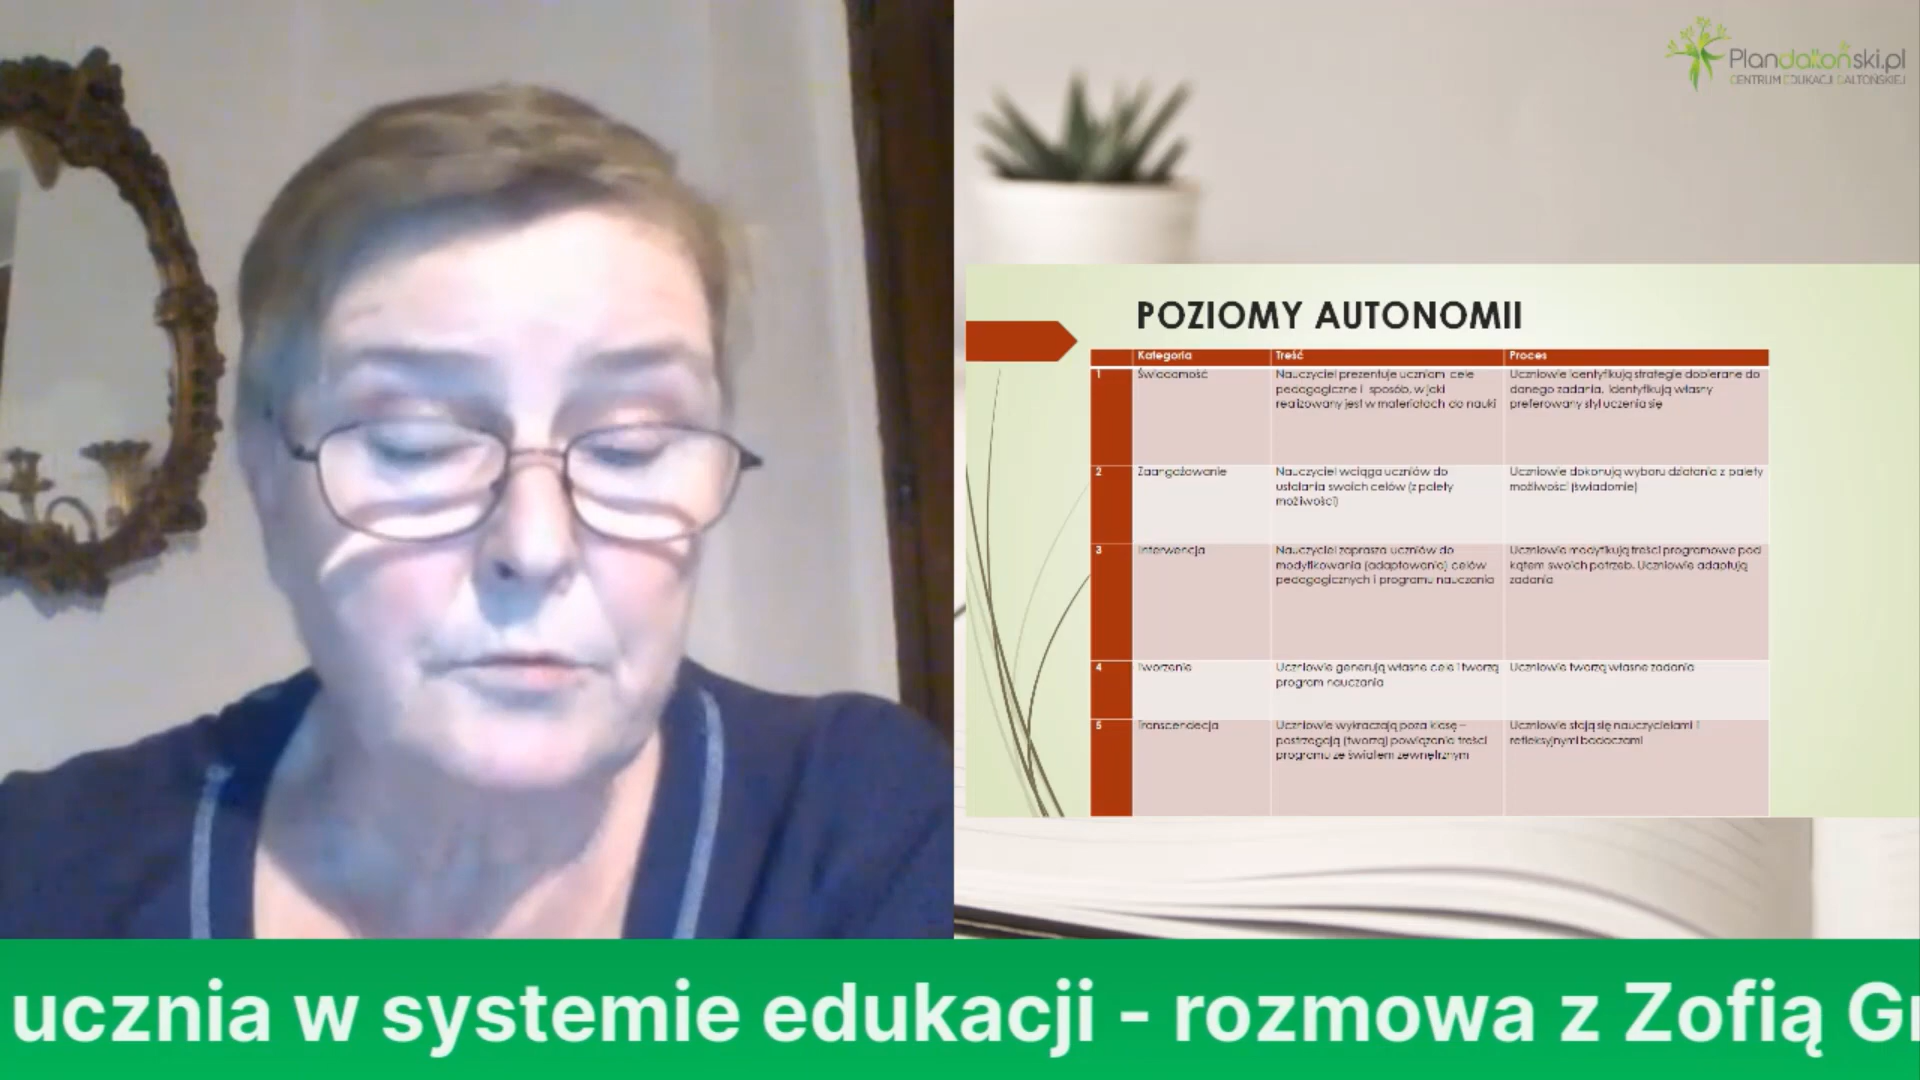 Plandaltoński.pl
CENTRUM EDUKACJI DALTOŃSKIEJ
POZIOMY AUTONOMII
Kategoria Treść Proces
1 Świadomość Nauczyciel prezentuje uczniom cele Uczniowie identyfikują strategie dobierane do
pedagogiczne i sposób, w jaki danego zadania. Identyfikują własny
realizowany jest w materiałach do nauki preferowany styl uczenia się
2 Zaangażowanie Nauczyciel wciąga uczniów do Uczniowie dokonują wyboru działania z palety
ustalania swoich celów (z palety możliwości (świadomie)
możliwości)
3 Interwencja Nauczyciel zaprasza uczniów do Uczniowie modyfikują treści programowe pod
modyfikowania (adaptowania) celów kątem swoich potrzeb. Uczniowie adaptują
pedagogicznych i programu nauczania zadania
4 Tworzenie Uczniowie generują własne cele i tworzą Uczniowie tworzą własne zadania
program nauczania
5 Transcendecja Uczniowie wykraczają poza klasę – Uczniowie stają się nauczycielami i
postrzegają (tworzą) powiązania treści refleksyjnymi badaczami
programu ze światem zewnętrznym
ucznia w systemie edukacji - rozmowa z Zofią Gr